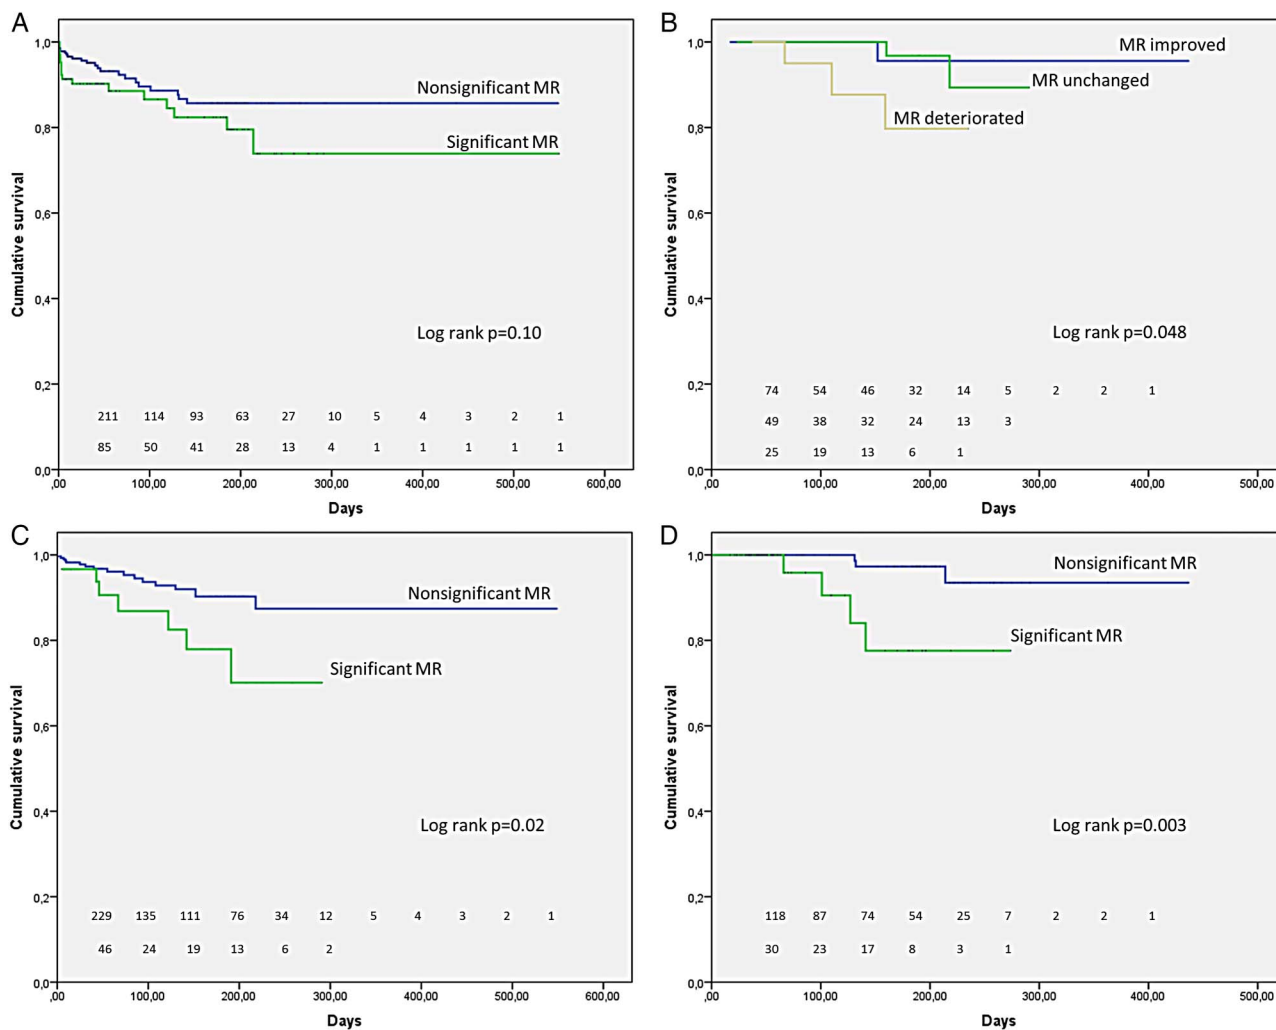 A
1,0
0,8
0,6
0,4
0,2
0,0
Cumulative survival
Nonsignificant MR
Significant MR
Log rank p=0.10
211 114 93 63 27 10 5 4 3 2 1
85 50 41 28 13 4 1 1 1 1 1
,00 100,00 200,00 300,00 400,00 500,00 600,00
Days
B
1,0
0,8
0,6
0,4
0,2
0,0
Cumulative survival
MR improved
MR unchanged
MR deteriorated
Log rank p=0.048
74 54 46 32 14 5 2 2 1
49 38 32 24 13 3
25 19 13 6 1
,00 100,00 200,00 300,00 400,00 500,00
Days
C
1,0
0,8
0,6
0,4
0,2
0,0
Cumulative survival
Nonsignificant MR
Significant MR
Log rank p=0.02
229 135 111 76 34 12 5 4 3 2 1
46 24 19 13 6 2
,00 100,00 200,00 300,00 400,00 500,00 600,00
Days
D
1,0
0,8
0,6
0,4
0,2
0,0
Cumulative survival
Nonsignificant MR
Significant MR
Log rank p=0.003
118 87 74 54 25 7 2 2 1
30 23 17 8 3 1
,00 100,00 200,00 300,00 400,00 500,00
Days